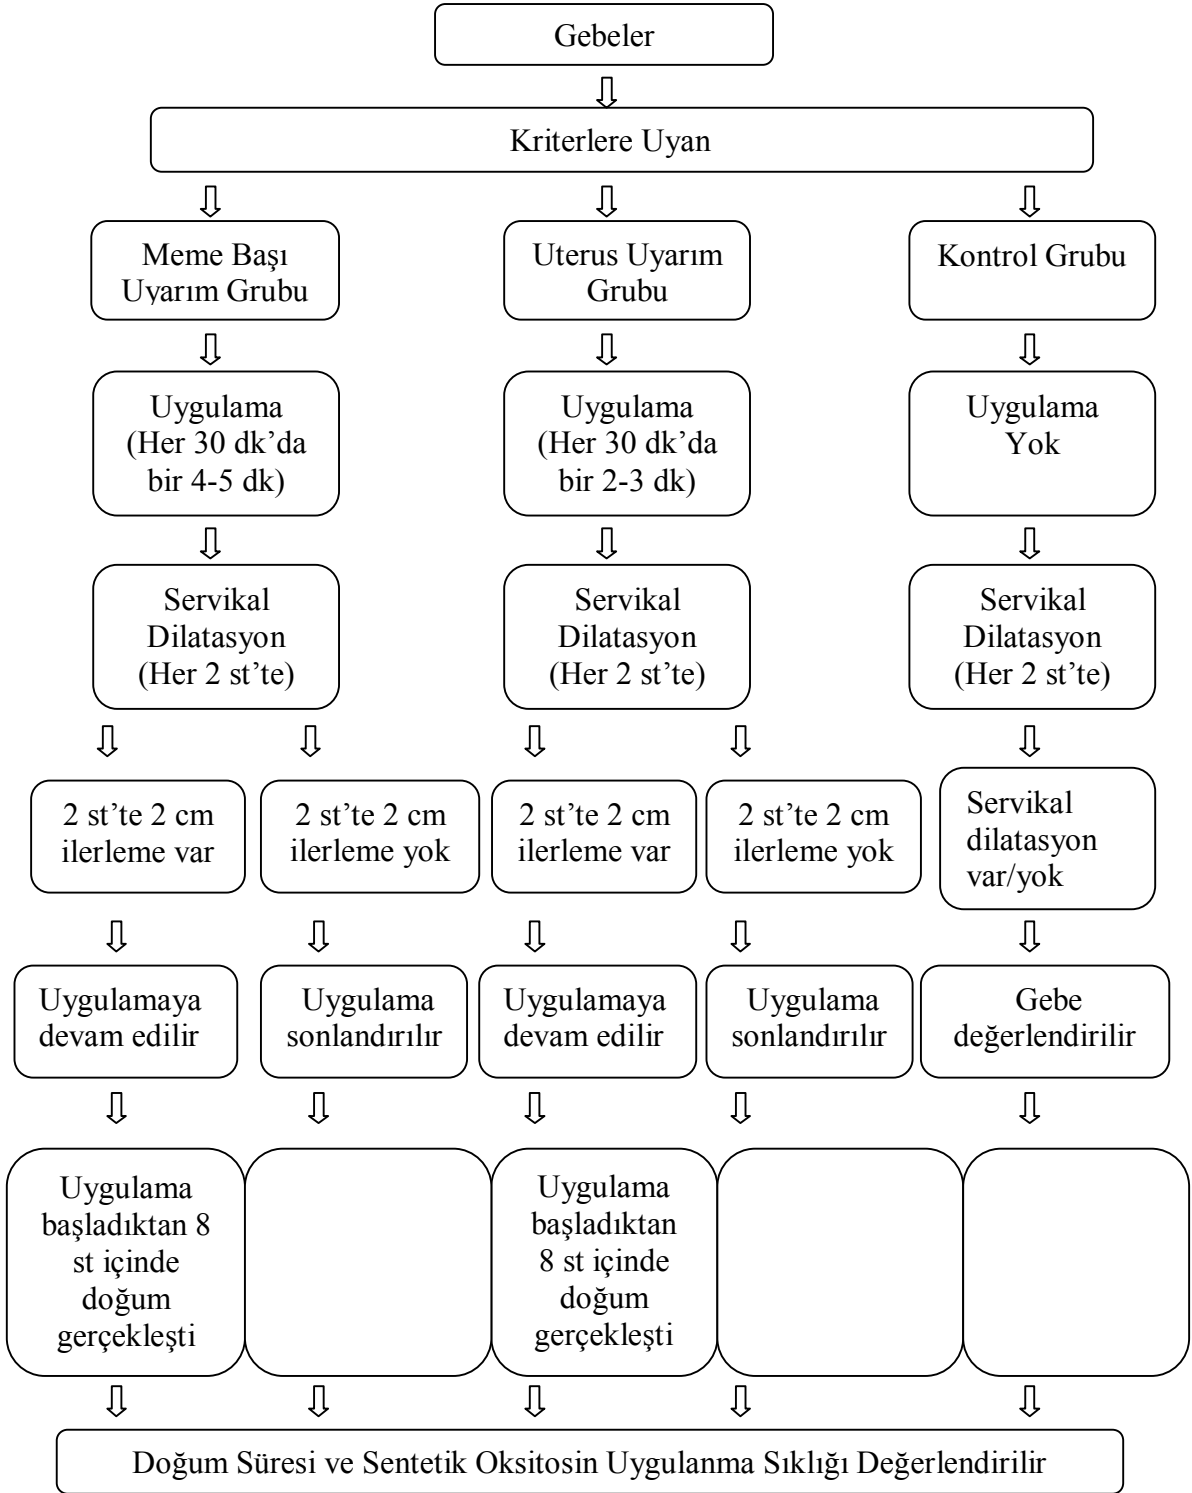 Gebeler
Kriterlere Uyan
Meme Başı
Uyarım Grubu
Uterus Uyarım
Grubu
Kontrol Grubu
Uygulama
(Her 30 dk’da
bir 4-5 dk)
Uygulama
(Her 30 dk’da
bir 2-3 dk)
Uygulama
Yok
Servikal
Dilatasyon
(Her 2 st’te)
Servikal
Dilatasyon
(Her 2 st’te)
Servikal
Dilatasyon
(Her 2 st’te)
2 st’te 2 cm
ilerleme var
2 st’te 2 cm
ilerleme yok
2 st’te 2 cm
ilerleme var
2 st’te 2 cm
ilerleme yok
Servikal
dilatasyon
var/yok
Uygulamaya
devam edilir
Uygulama
sonlandırılır
Uygulamaya
devam edilir
Uygulama
sonlandırılır
Gebe
değerlendirilir
Uygulama
başladıktan 8
st içinde
doğum
gerçekleşti
Uygulama
başladıktan
8 st içinde
doğum
gerçekleşti
Doğum Süresi ve Sentetik Oksitosin Uygulanma Sıklığı Değerlendirilir